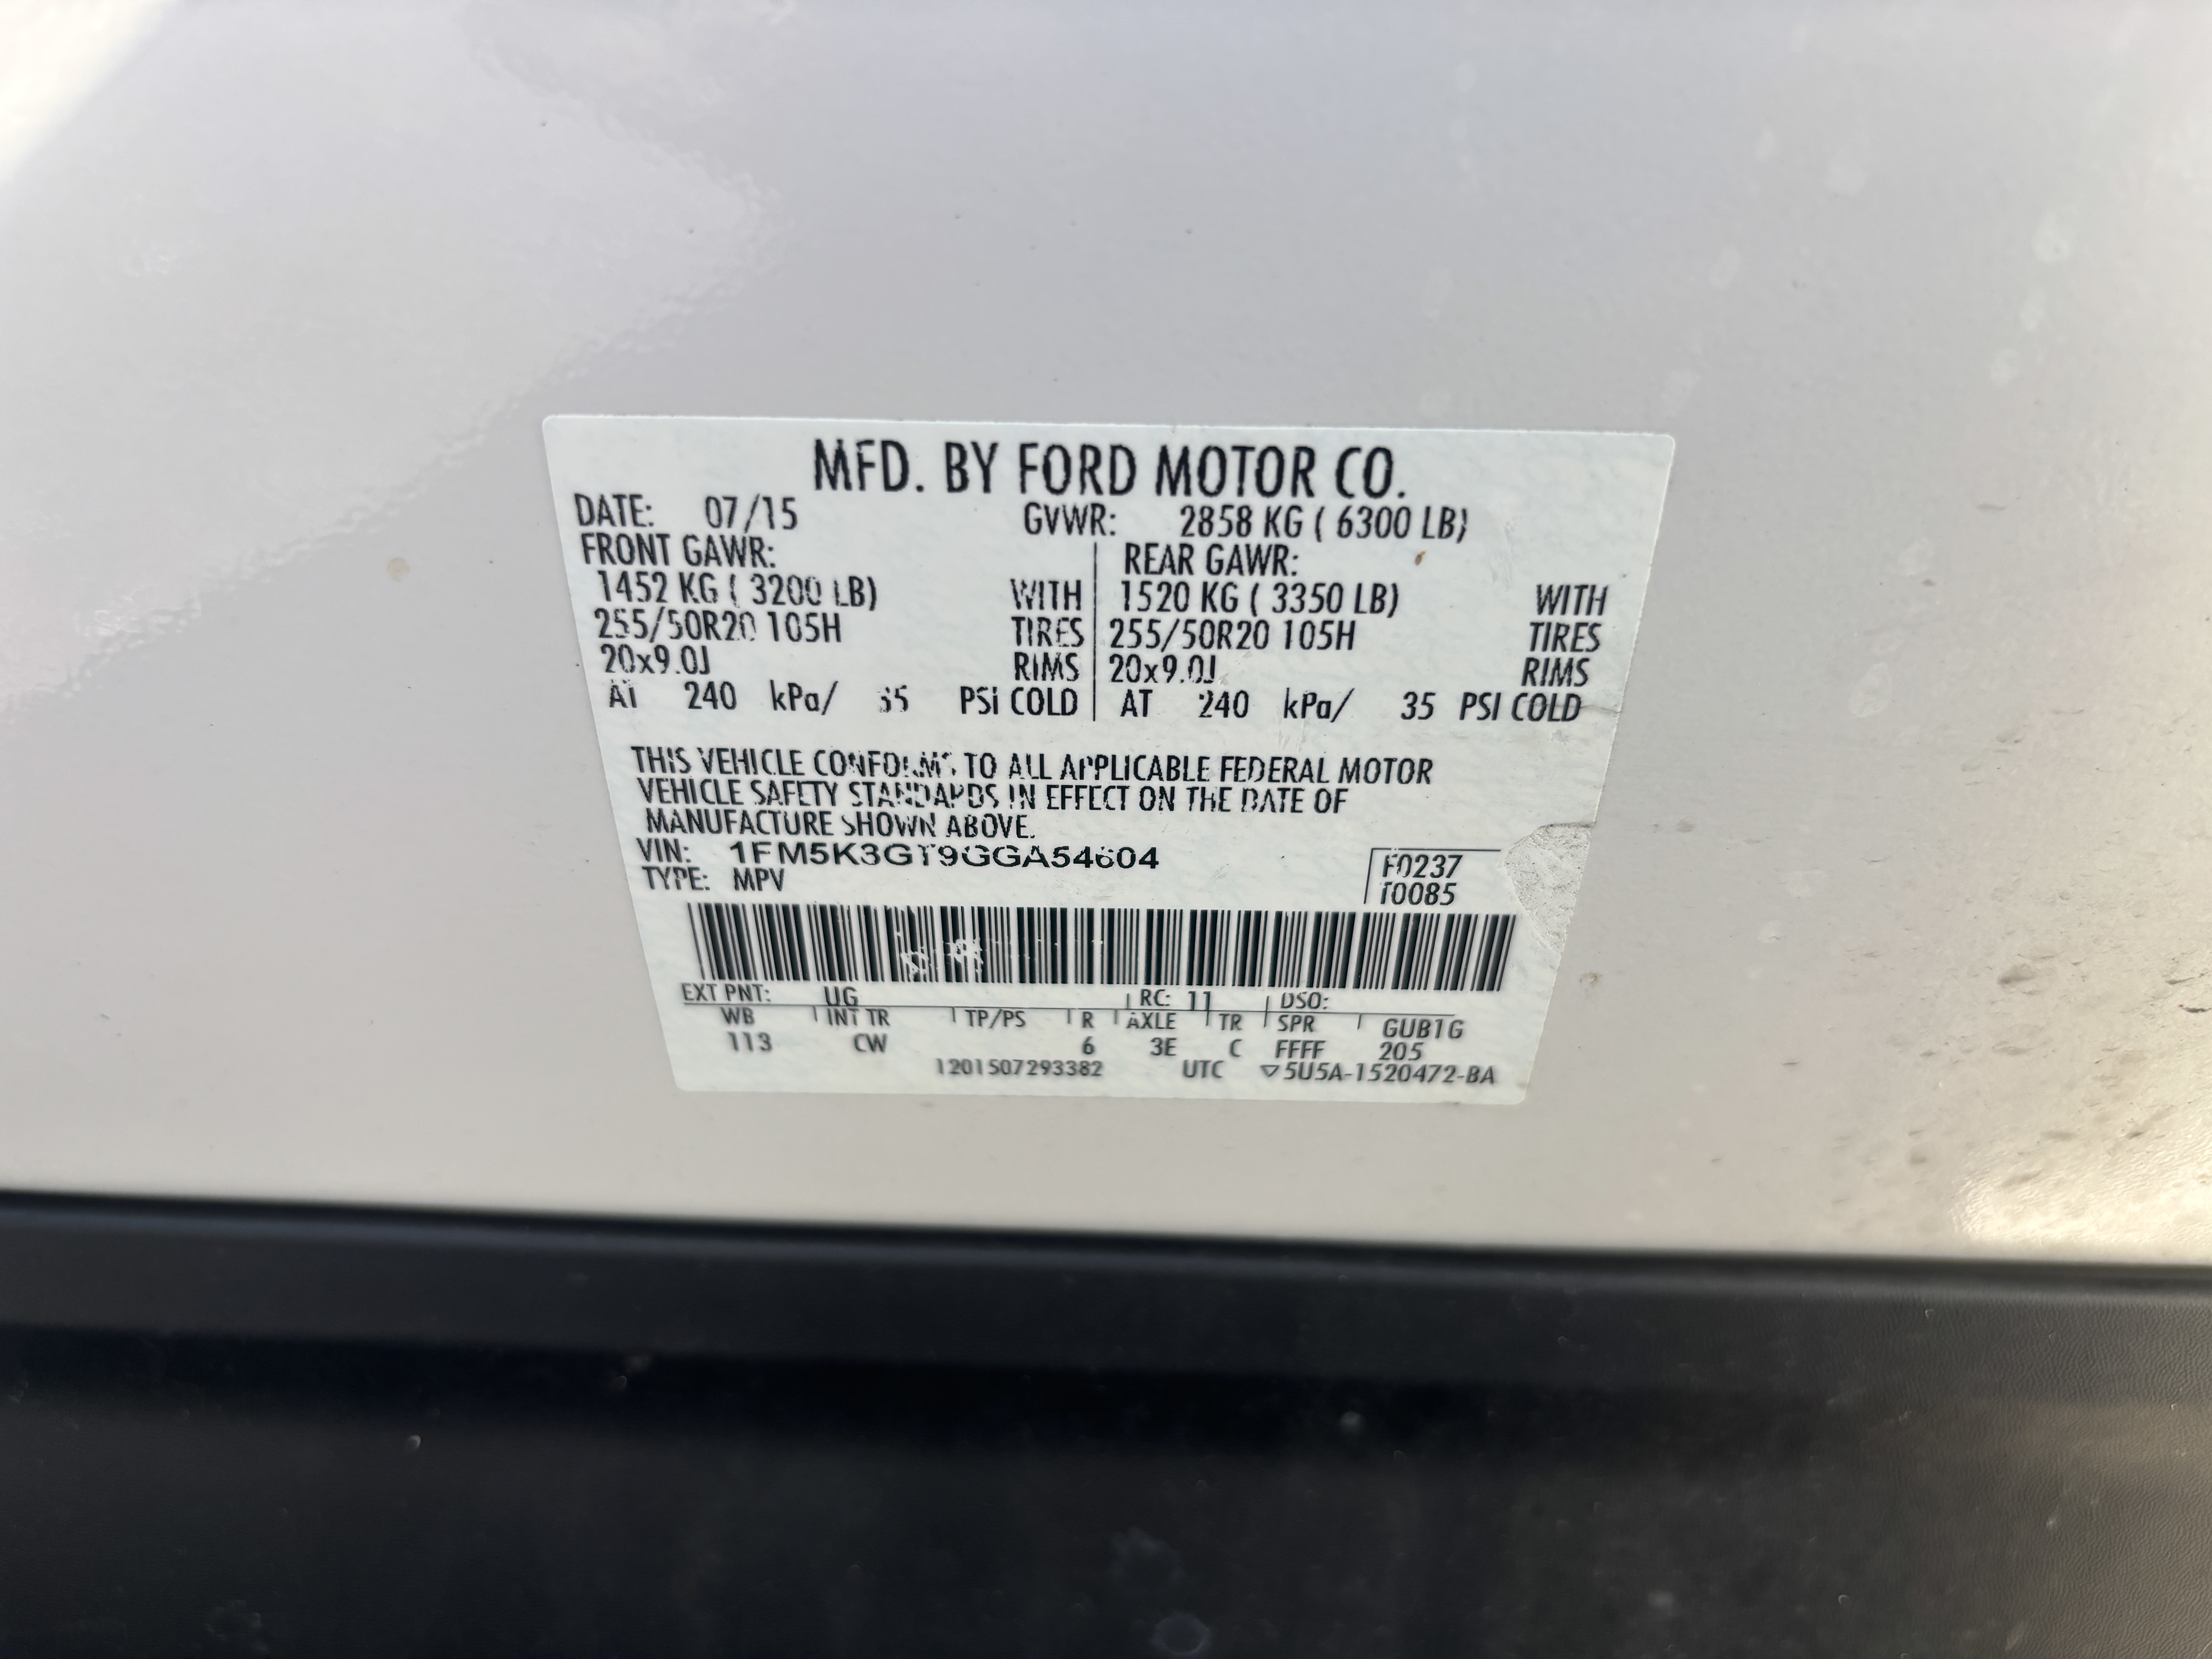 MFD. BY FORD MOTOR CO.
DATE: 07/15 GVWR: 2858 KG ( 6300 LB)
FRONT GAWR: REAR GAWR:
1452 KG ( 3200 LB) WITH 1520 KG ( 3350 LB) WITH
255/50R20 105H TIRES 255/50R20 105H TIRES
20x9.0J RIMS 20x9.0J RIMS
AT 240 kPa/ 35 PSI COLD AT 240 kPa/ 35 PSI COLD
THIS VEHICLE CONFORMS TO ALL APPLICABLE FEDERAL MOTOR
VEHICLE SAFETY STANDARDS IN EFFECT ON THE DATE OF
MANUFACTURE SHOWN ABOVE.
VIN: 1FM5K8GT9GGA54604
TYPE: MPV
F0237
T0085
EXT PNT: UG RC: 11 DSO:
WB INT TR TP/PS R AXLE TR SPR GUB1G
113 CW 6 3E C FFFF 205
1201507293382 UTC ▽5U5A-1520472-BA